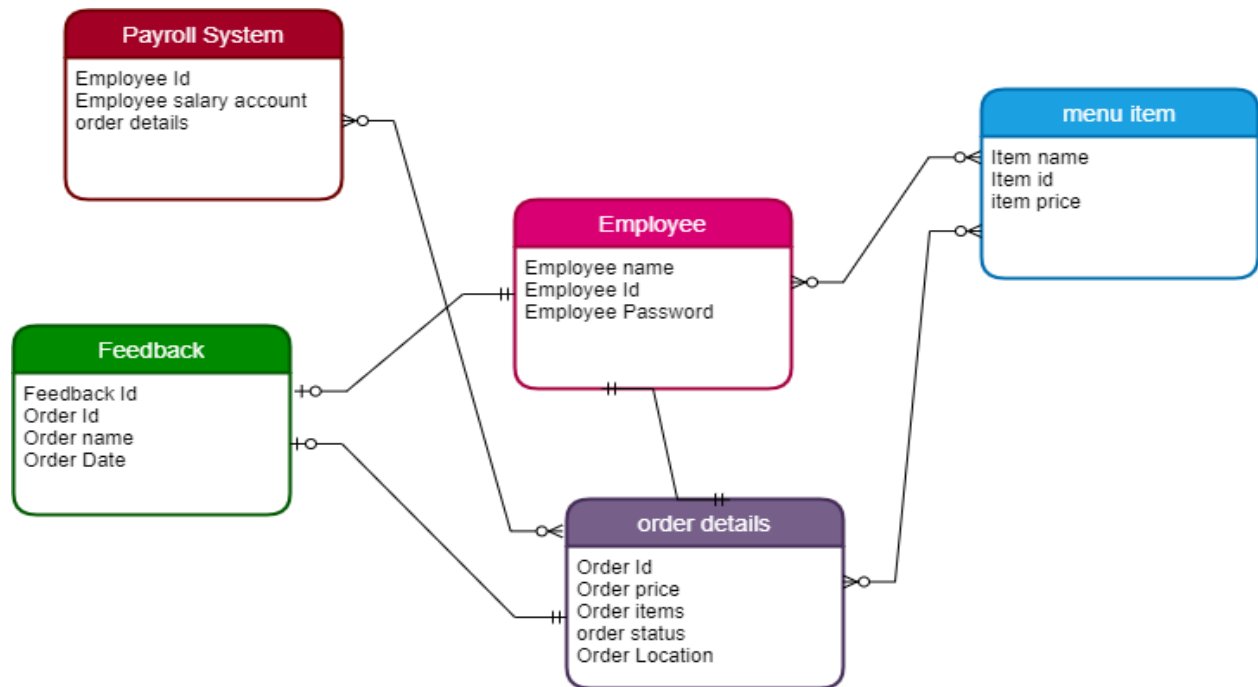 Payroll System
Employee Id
Employee salary account
order details
menu item
Item name
Item id
item price
Employee
Employee name
Employee Id
Employee Password
Feedback
Feedback Id
Order Id
Order name
Order Date
order details
Order Id
Order price
Order items
order status
Order Location